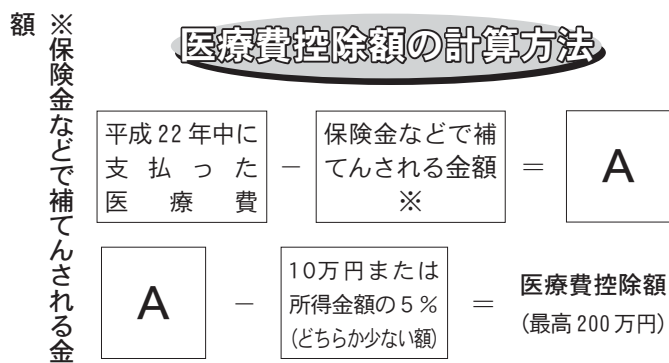 医療費控除額の計算方法
平成22年中に
支払った
医療費
−
保険金などで補
てんされる金額
※
=
A
A
−
10万円または
所得金額の5％
(どちらか少ない額)
=
医療費控除額
(最高200万円)
※保険金などで補てんされる金
額